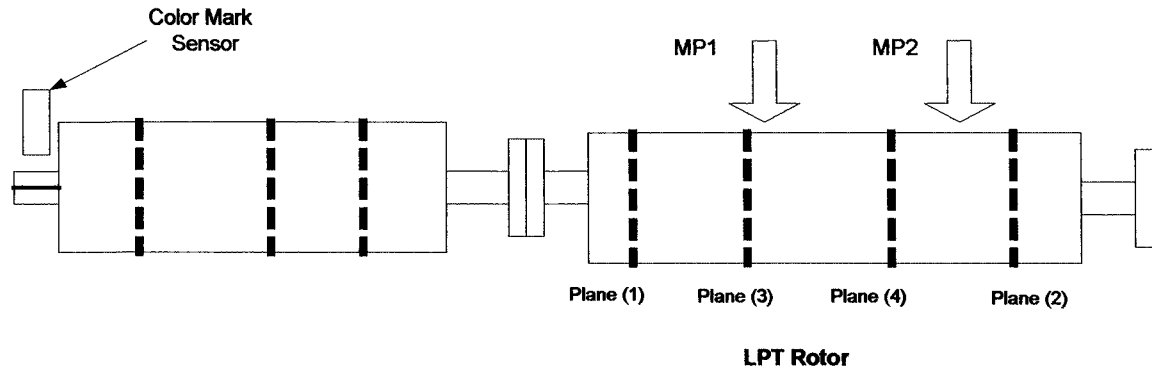 Color Mark
Sensor
MP1
MP2
Plane (1)
Plane (3)
Plane (4)
Plane (2)
LPT Rotor